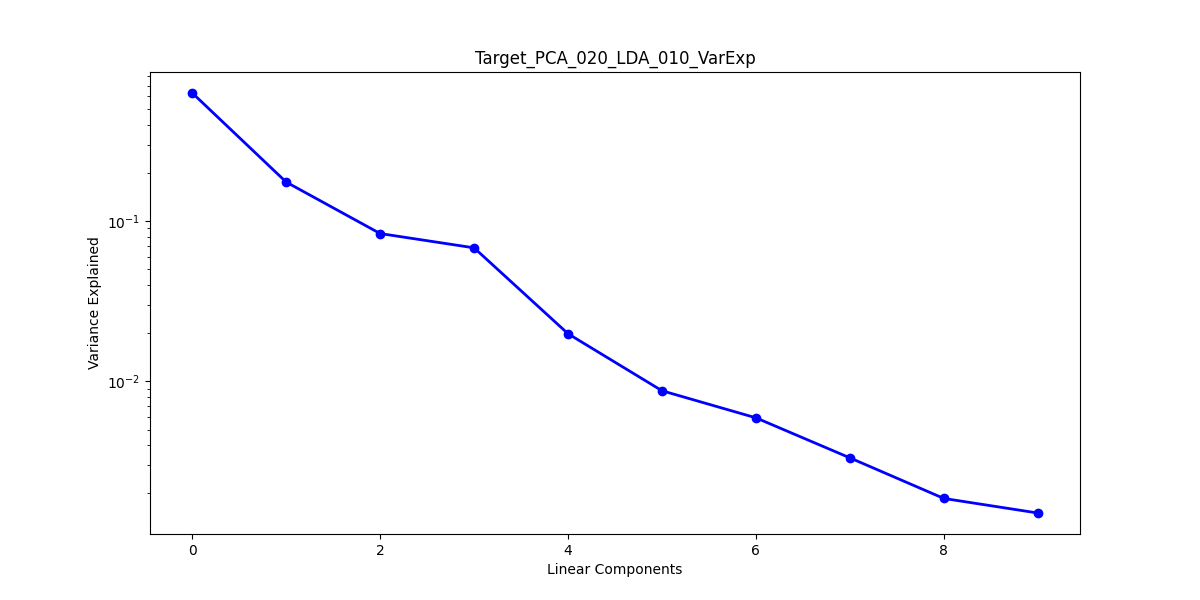 Target_PCA_020_LDA_010_VarExp
10⁻¹
10⁻²
Variance Explained
0 2 4 6 8
Linear Components